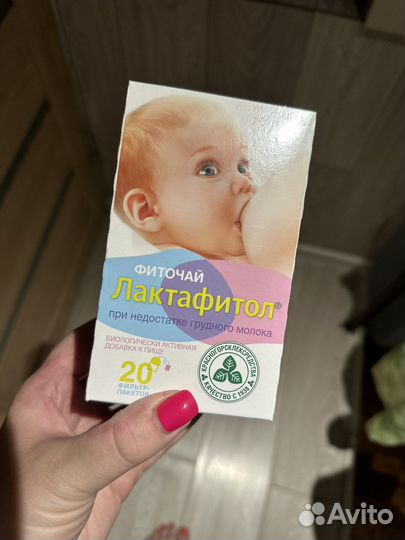 ФИТОЧАЙ
Лактафитол®
при недостатке грудного молока
БИОЛОГИЧЕСКИ АКТИВНАЯ
ДОБАВКА К ПИЩЕ
20
ФИЛЬТР-
ПАКЕТОВ
КРАСНОГОРСКЛЕКСРЕДСТВА
КАЧЕСТВО С 1938
Avito